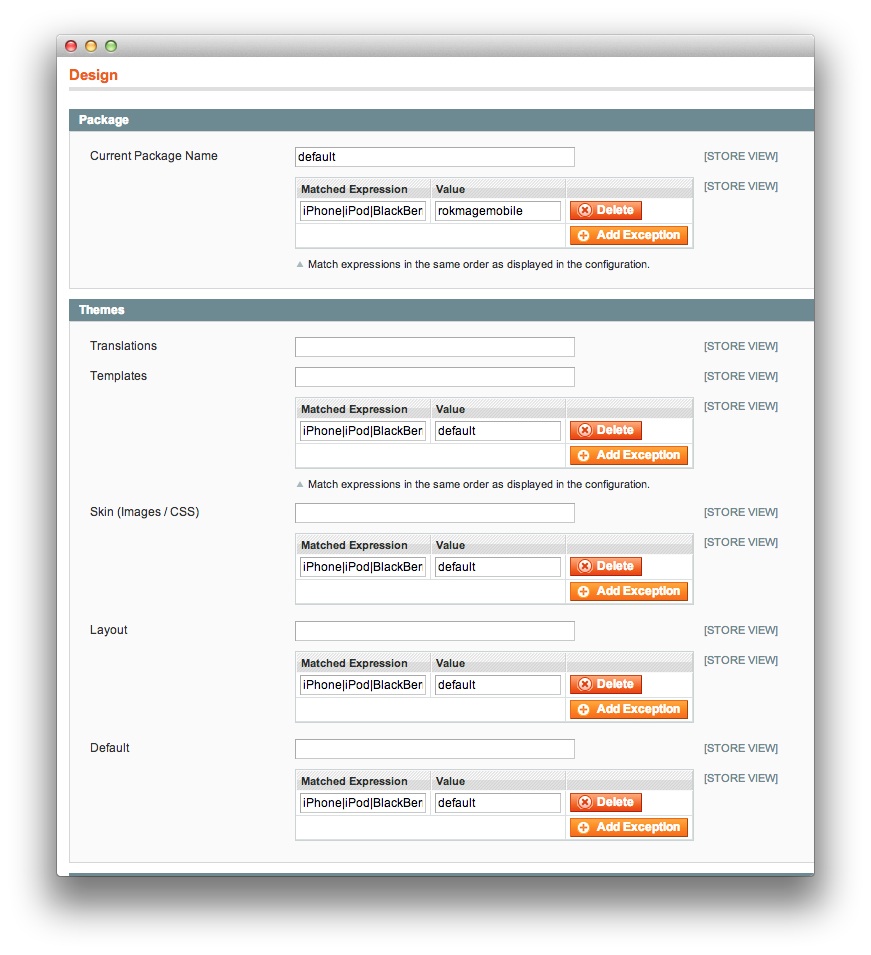 Design
Package
Current Package Name default [STORE VIEW]
Matched Expression Value [STORE VIEW]
iPhone|iPod|BlackBer rokmagemobile Delete
Add Exception
Match expressions in the same order as displayed in the configuration.
Themes
Translations [STORE VIEW]
Templates [STORE VIEW]
Matched Expression Value [STORE VIEW]
iPhone|iPod|BlackBer default Delete
Add Exception
Match expressions in the same order as displayed in the configuration.
Skin (Images / CSS) [STORE VIEW]
Matched Expression Value [STORE VIEW]
iPhone|iPod|BlackBer default Delete
Add Exception
Layout [STORE VIEW]
Matched Expression Value [STORE VIEW]
iPhone|iPod|BlackBer default Delete
Add Exception
Default [STORE VIEW]
Matched Expression Value [STORE VIEW]
iPhone|iPod|BlackBer default Delete
Add Exception